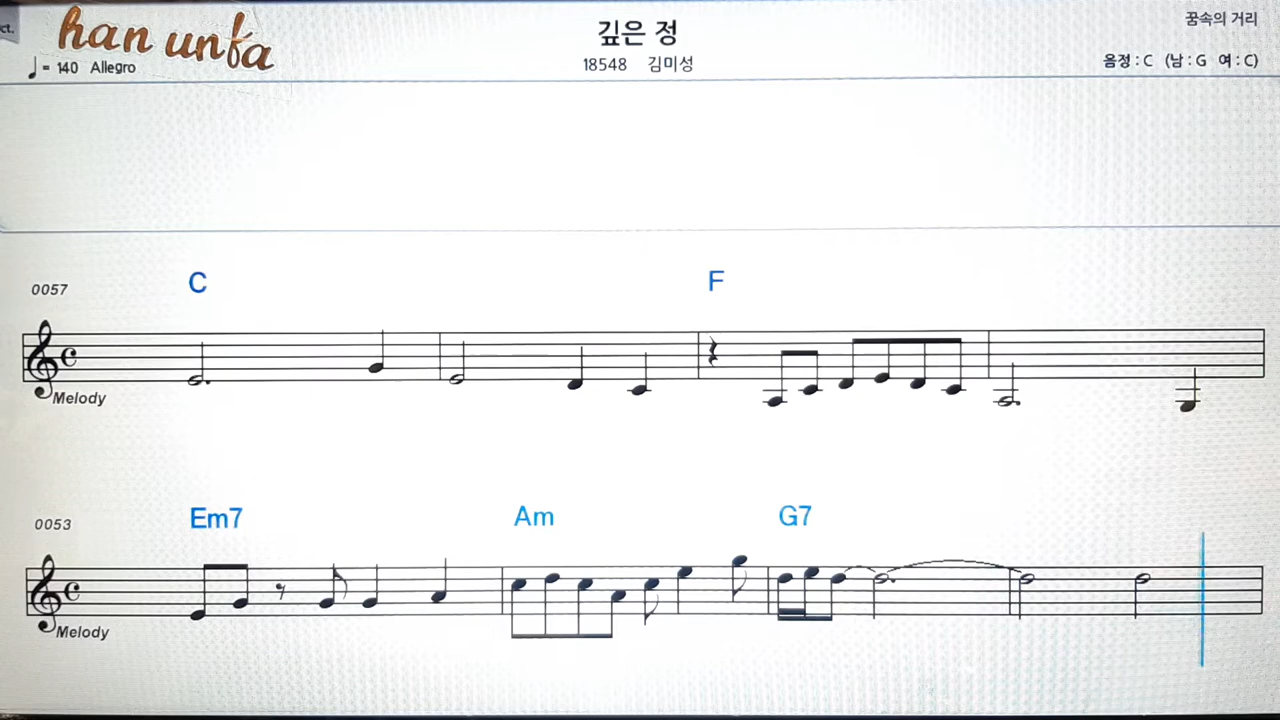 ct.
han unfa
♩ = 140 Allegro
깊은 정
18548 김미성
꿈속의 거리
음정 : C (남 : G 여 : C)
0057
C
F
Melody
0053
Em7
Am
G7
Melody